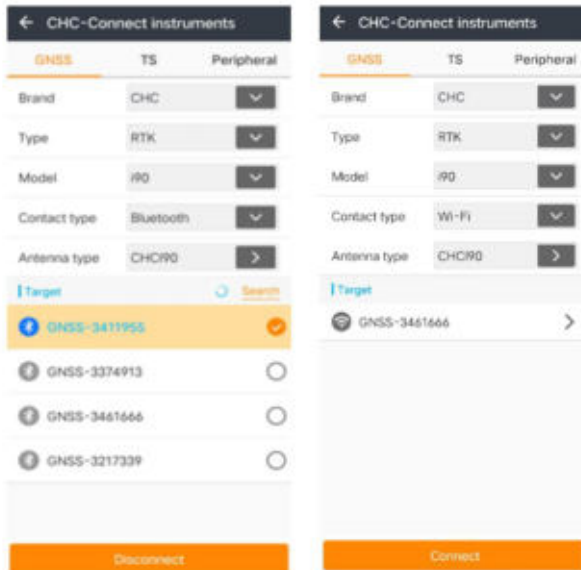 ← CHC-Connect instruments
GNSS TS Peripheral
Brand CHC
Type RTK
Model i90
Contact type Bluetooth
Antenna type CHCI90
Target Search
GNSS-3411955
GNSS-3374913
GNSS-3461666
GNSS-3217339
Disconnect
← CHC-Connect instruments
GNSS TS Peripheral
Brand CHC
Type RTK
Model i90
Contact type Wi-Fi
Antenna type CHCI90
Target
GNSS-3461666
Connect